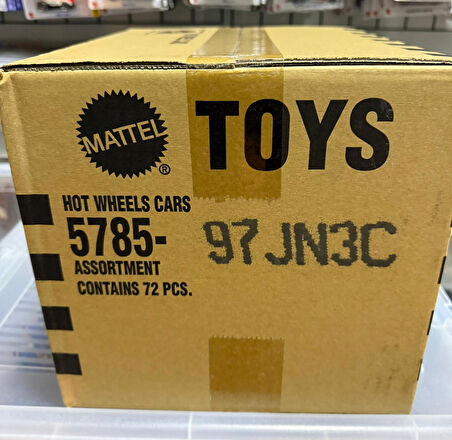 MATTEL
®
TOYS
HOT WHEELS CARS
5785- 97JN3C
ASSORTMENT
CONTAINS 72 PCS.